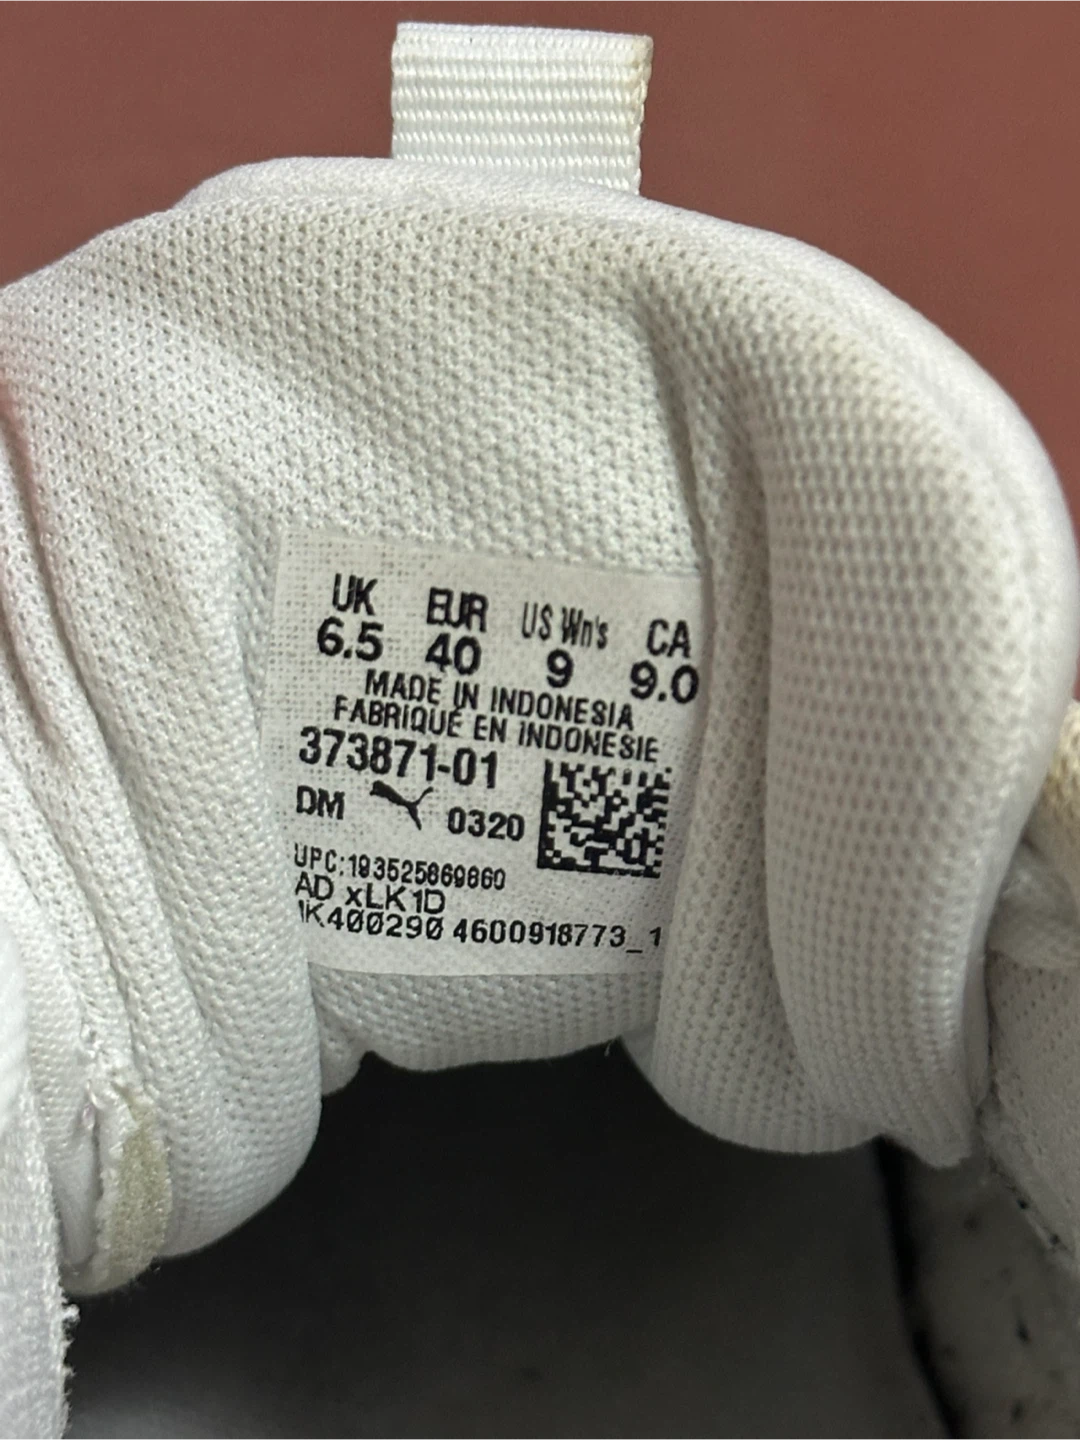 UK EUR US Wn's CA
6.5 40 9 9.0
MADE IN INDONESIA
FABRIQUÉ EN INDONESIE
373871-01
DM 0320
UPC:193525869860
AD xLK1D
1K400290 4600918773_1